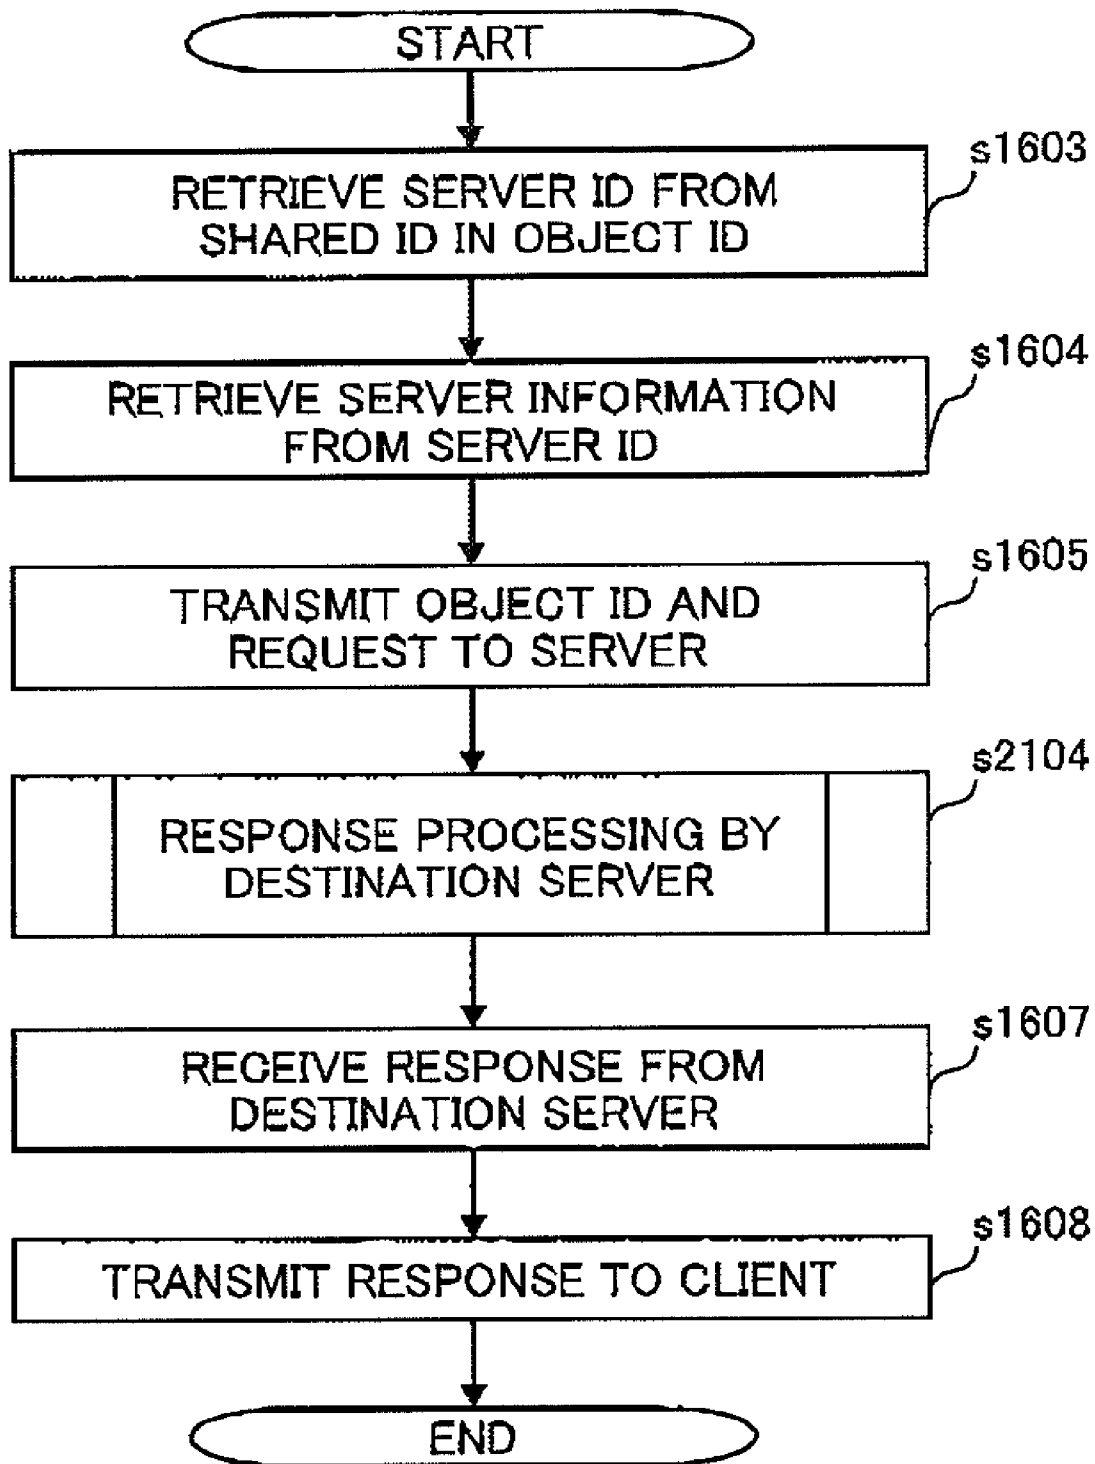 START
s1603
RETRIEVE SERVER ID FROM
SHARED ID IN OBJECT ID
s1604
RETRIEVE SERVER INFORMATION
FROM SERVER ID
s1605
TRANSMIT OBJECT ID AND
REQUEST TO SERVER
s2104
RESPONSE PROCESSING BY
DESTINATION SERVER
s1607
RECEIVE RESPONSE FROM
DESTINATION SERVER
s1608
TRANSMIT RESPONSE TO CLIENT
END